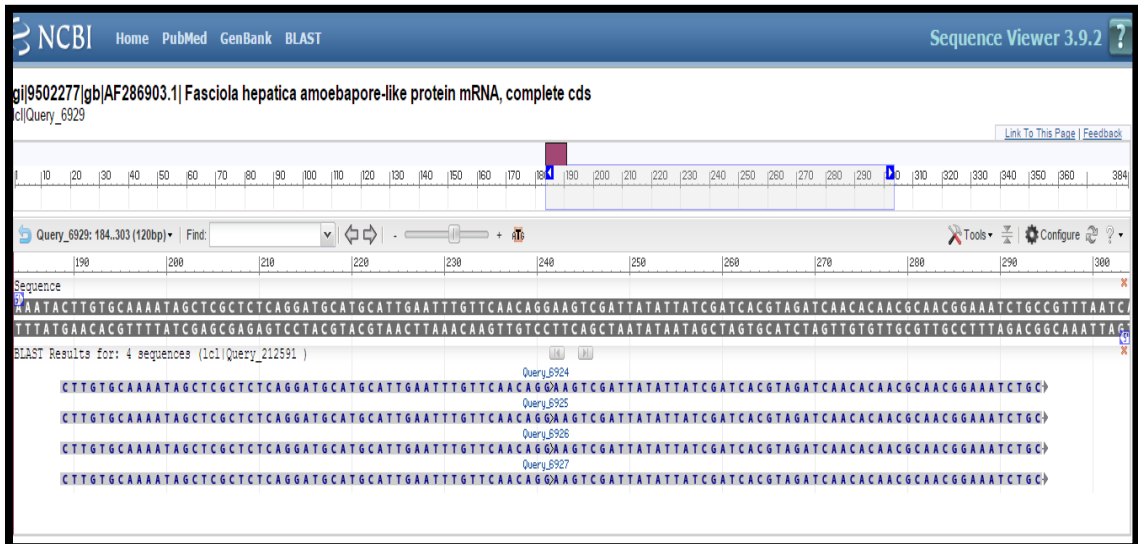 NCBI Home PubMed GenBank BLAST Sequence Viewer 3.9.2 ?
gi|9502277|gb|AF286903.1| Fasciola hepatica amoebapore-like protein mRNA, complete cds
lcl|Query_6929
Link To This Page | Feedback
1 10 20 30 40 50 60 70 80 90 100 110 120 130 140 150 160 170 190 200 210 220 230 240 250 260 270 280 290 310 320 330 340 350 360 384
Query_6929: 184..303 (120bp) Find: - + ATG Tools Configure ?
190 200 210 220 230 240 250 260 270 280 290 300
Sequence
AAATACTTGTGCAAAATAGCTCGCTCTCAGGATGCATGCATTGAATTTGTTCAACAGGAAGTCGATTATATTATCGATCACGTAGATCAACACAACGCAACGGAAATCTGCCGTTTAATC
TTTATGAACACGTTTTATCGAGCGAGAGTCCTACGTACGTAACTTAAACAAGTTGTCCTTCAGCTAATATAATAGCTAGTGCATCTAGTTGTGTTGCGTTGCCTTTAGACGGCAAATTAG
BLAST Results for: 4 sequences (lcl|Query_212591 )
Query_6924
CTTGTGCAAAATAGCTCGCTCTCAGGATGCATGCATTGAATTTGTTCAACAGGAAGTCGATTATATTATCGATCACGTAGATCAACACAACGCAACGGAAATCTGC
Query_6925
CTTGTGCAAAATAGCTCGCTCTCAGGATGCATGCATTGAATTTGTTCAACAGGAAGTCGATTATATTATCGATCACGTAGATCAACACAACGCAACGGAAATCTGC
Query_6926
CTTGTGCAAAATAGCTCGCTCTCAGGATGCATGCATTGAATTTGTTCAACAGGAAGTCGATTATATTATCGATCACGTAGATCAACACAACGCAACGGAAATCTGC
Query_6927
CTTGTGCAAAATAGCTCGCTCTCAGGATGCATGCATTGAATTTGTTCAACAGGAAGTCGATTATATTATCGATCACGTAGATCAACACAACGCAACGGAAATCTGC